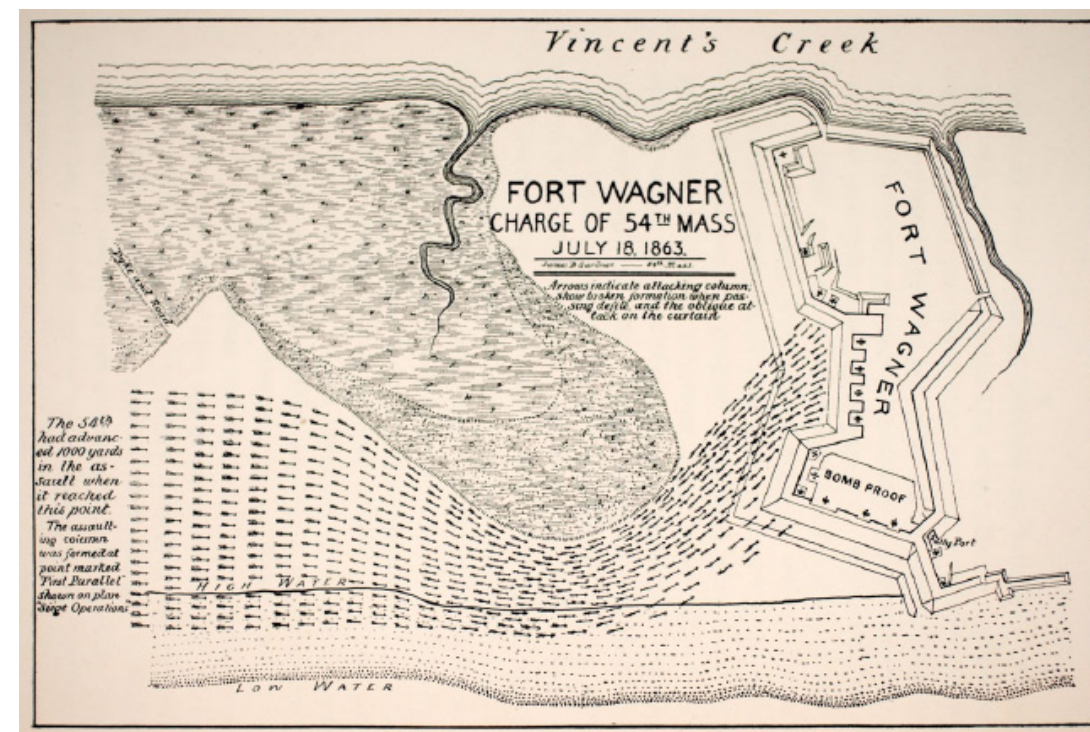 Vincent's Creek
FORT WAGNER
CHARGE OF 54TH MASS
JULY 18, 1863.
Arrows indicate attacking column,
show broken formation when pas-
sing defile, and the oblique at-
tack on the curtain
FORT WAGNER
BOMB PROOF
Port
The 54th
had advanc-
ed 1000 yards
in the as-
sault when
it reached
this point.
The assault-
ing column
was formed at
point marked
"First Parallel"
shown on plan
Siege Operations
HIGH WATER
LOW WATER